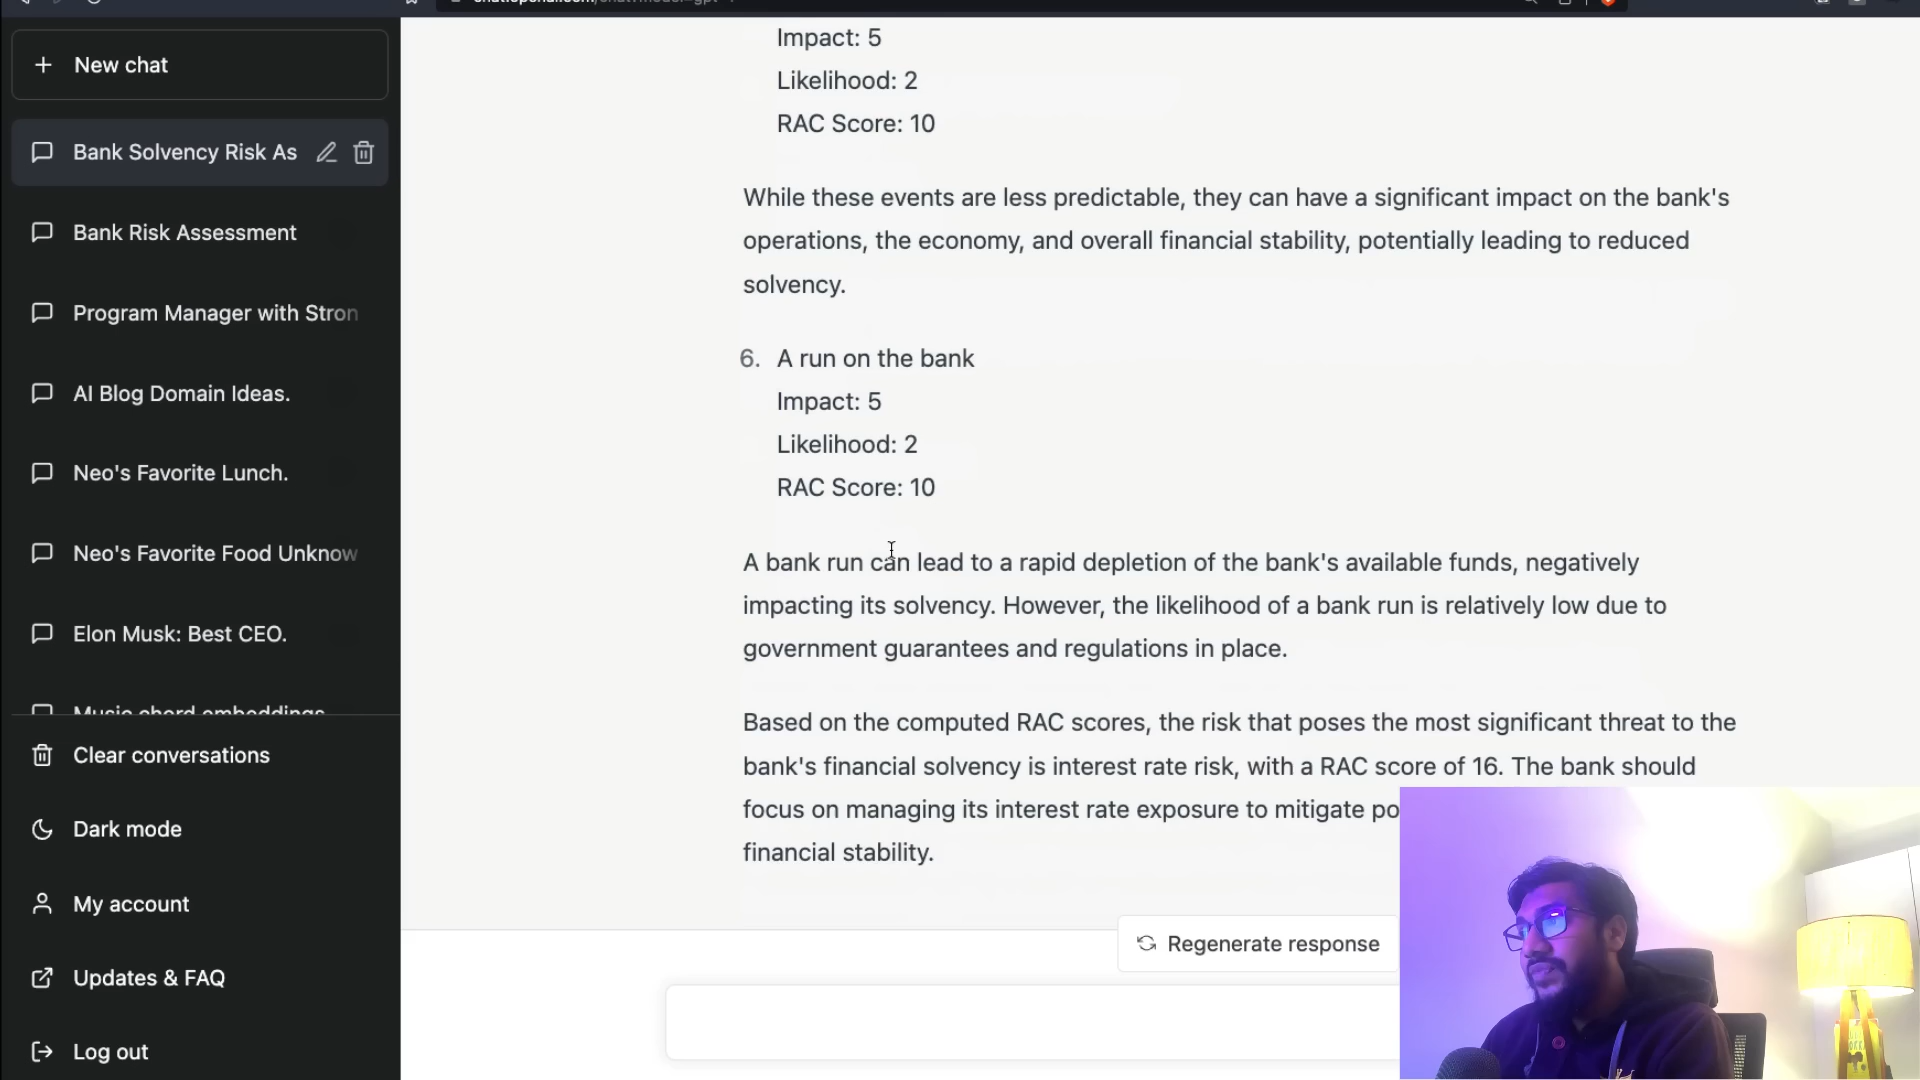 New chat
Bank Solvency Risk As
Bank Risk Assessment
Program Manager with Stron
AI Blog Domain Ideas.
Neo's Favorite Lunch.
Neo's Favorite Food Unknow
Elon Musk: Best CEO.
Music chord embeddings
Clear conversations
Dark mode
My account
Updates & FAQ
Log out
Impact: 5
Likelihood: 2
RAC Score: 10
While these events are less predictable, they can have a significant impact on the bank's
operations, the economy, and overall financial stability, potentially leading to reduced
solvency.
6. A run on the bank
Impact: 5
Likelihood: 2
RAC Score: 10
A bank run can lead to a rapid depletion of the bank's available funds, negatively
impacting its solvency. However, the likelihood of a bank run is relatively low due to
government guarantees and regulations in place.
Based on the computed RAC scores, the risk that poses the most significant threat to the
bank's financial solvency is interest rate risk, with a RAC score of 16. The bank should
focus on managing its interest rate exposure to mitigate po
financial stability.
Regenerate response